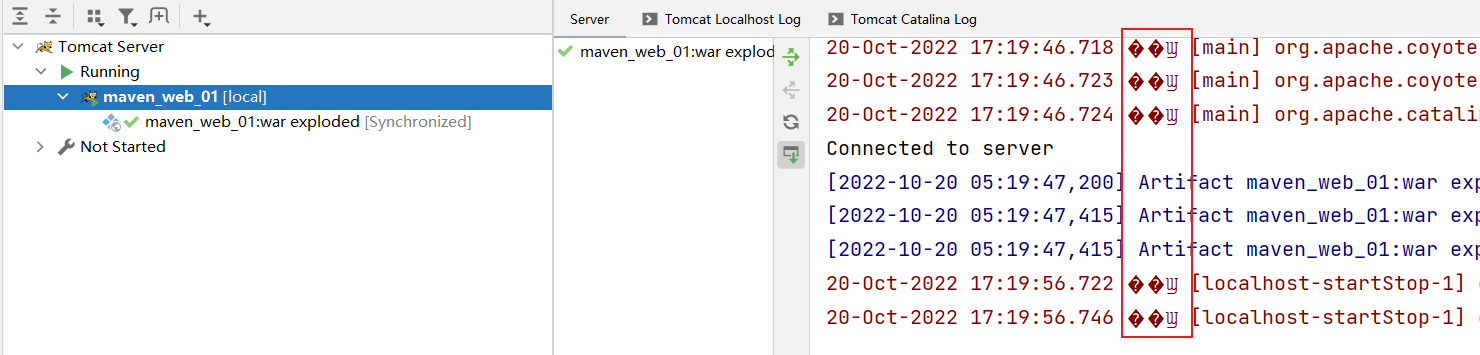 Tomcat Server
Running
maven_web_01 [local]
maven_web_01:war exploded [Synchronized]
Not Started
Server
Tomcat Localhost Log
Tomcat Catalina Log
maven_web_01:war explod
20-Oct-2022 17:19:46.718 ��Ϣ [main] org.apache.coyote
20-Oct-2022 17:19:46.723 ��Ϣ [main] org.apache.coyote
20-Oct-2022 17:19:46.724 ��Ϣ [main] org.apache.catalin
Connected to server
[2022-10-20 05:19:47,200] Artifact maven_web_01:war exp
[2022-10-20 05:19:47,415] Artifact maven_web_01:war exp
[2022-10-20 05:19:47,415] Artifact maven_web_01:war exp
20-Oct-2022 17:19:56.722 ��Ϣ [localhost-startStop-1]
20-Oct-2022 17:19:56.746 ��Ϣ [localhost-startStop-1]